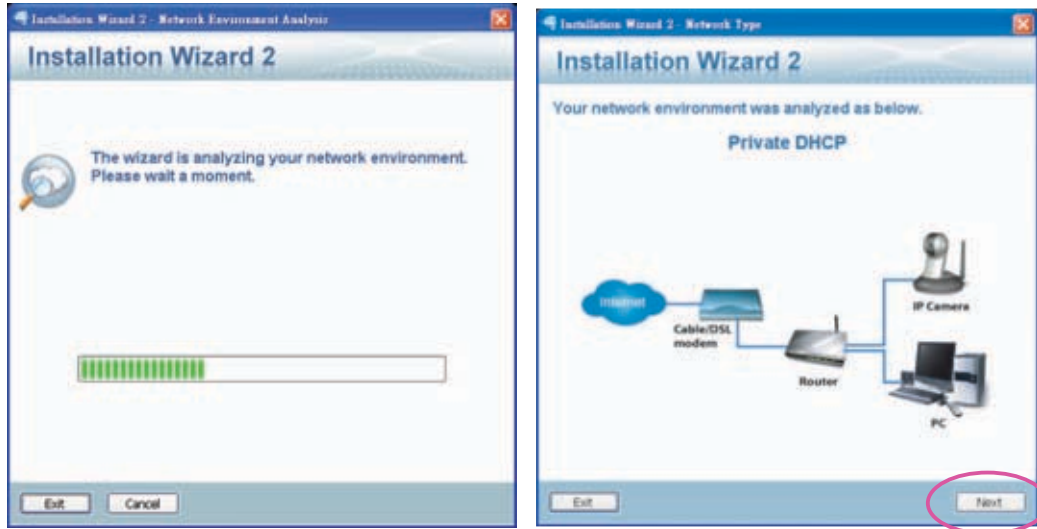 Installation Wizard 2 - Network Environment Analysis
Installation Wizard 2
The wizard is analyzing your network environment.
Please wait a moment.
Exit
Cancel
Installation Wizard 2 - Network Type
Installation Wizard 2
Your network environment was analyzed as below.
Private DHCP
Internet
Cable/DSL
modem
Router
IP Camera
PC
Exit
Next